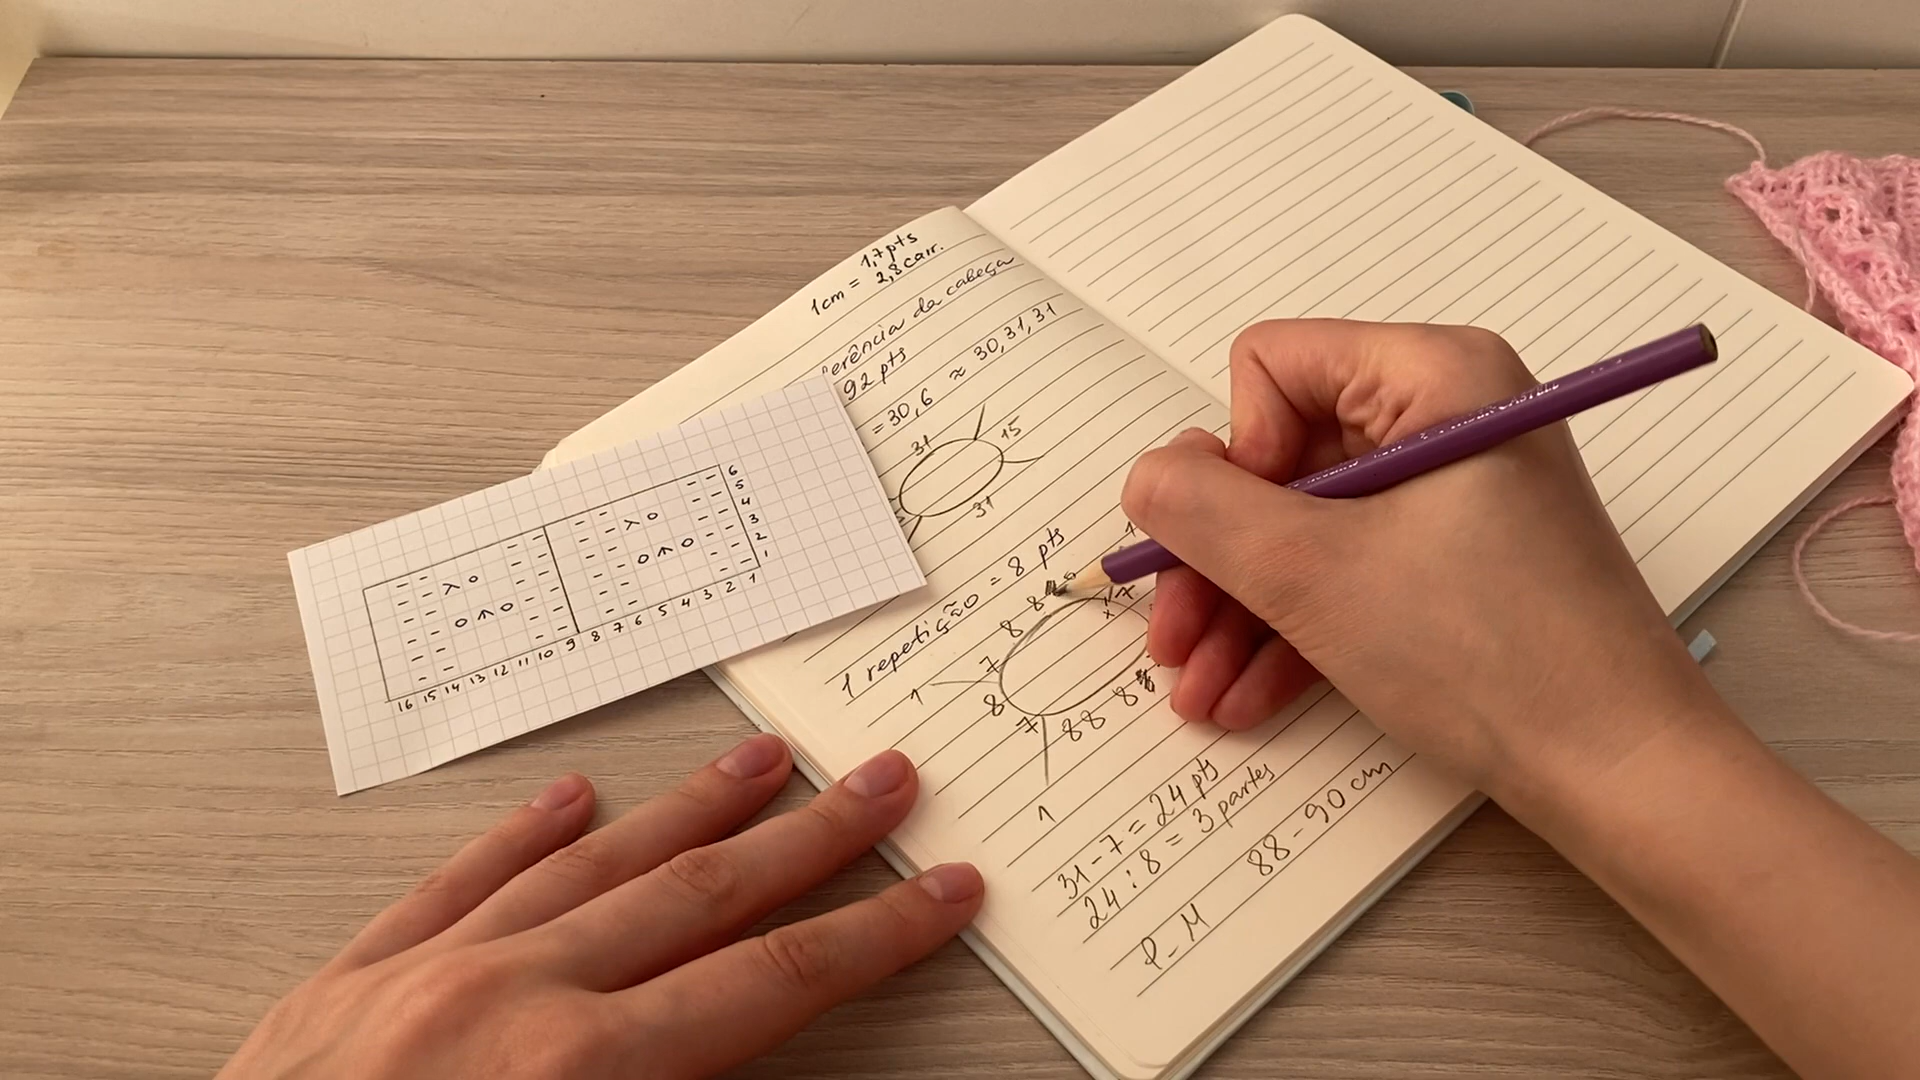 1,7 pts
1cm = 2,8 carr.
da cabeça
92 pts
= 30,6 ≈ 30,31,31
31
15
31
1 repetição = 8 pts
1
8
8
7
1
8
7
8 8 8
1
31 - 7 = 24 pts
24 : 8 = 3 partes
P - M 88 - 90 cm
6
5
4
3
2
1
16 15 14 13 12 11 10 9 8 7 6 5 4 3 2 1